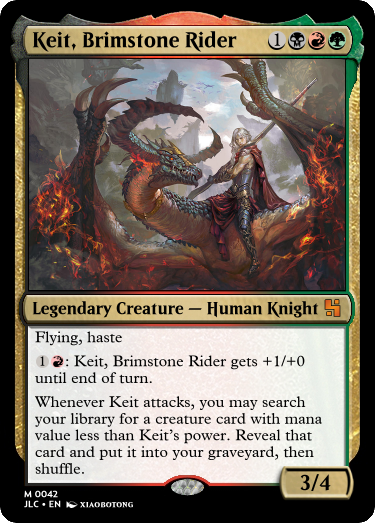 Keit, Brimstone Rider 1
Legendary Creature — Human Knight
Flying, haste
1 : Keit, Brimstone Rider gets +1/+0
until end of turn.
Whenever Keit attacks, you may search
your library for a creature card with mana
value less than Keit's power. Reveal that
card and put it into your graveyard, then
shuffle.
3/4
M 0042
JLC • EN XIAOBOTONG